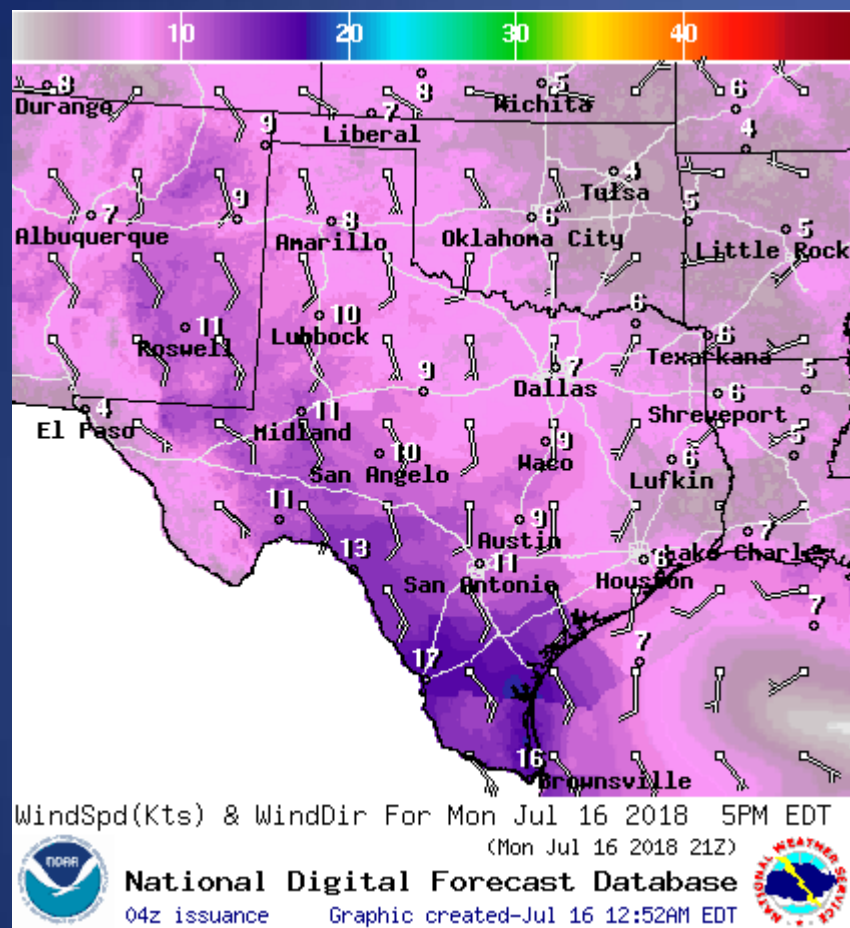 10 20 30 40
8 8 5 6
Durango Wichita
9 7 4
Liberal
4
Tulsa
7 9 8 6 5 5
Albuquerque Amarillo Oklahoma City Little Rock
11 10 6
Roswell Lubbock 6
Texarkana
9 7 5
Dallas
4 11 6
El Paso Midland Shreveport
10 9 5
San Angelo Waco 6
Lufkin
11 9 7
Austin Lake Charles
13 11 6
San Antonio Houston
7
17 7
16
Brownsville
WindSpd(Kts) & WindDir For Mon Jul 16 2018 5PM EDT
(Mon Jul 16 2018 21Z)
NOAA
National Digital Forecast Database
04z issuance Graphic created-Jul 16 12:52AM EDT
NATIONAL WEATHER SERVICE